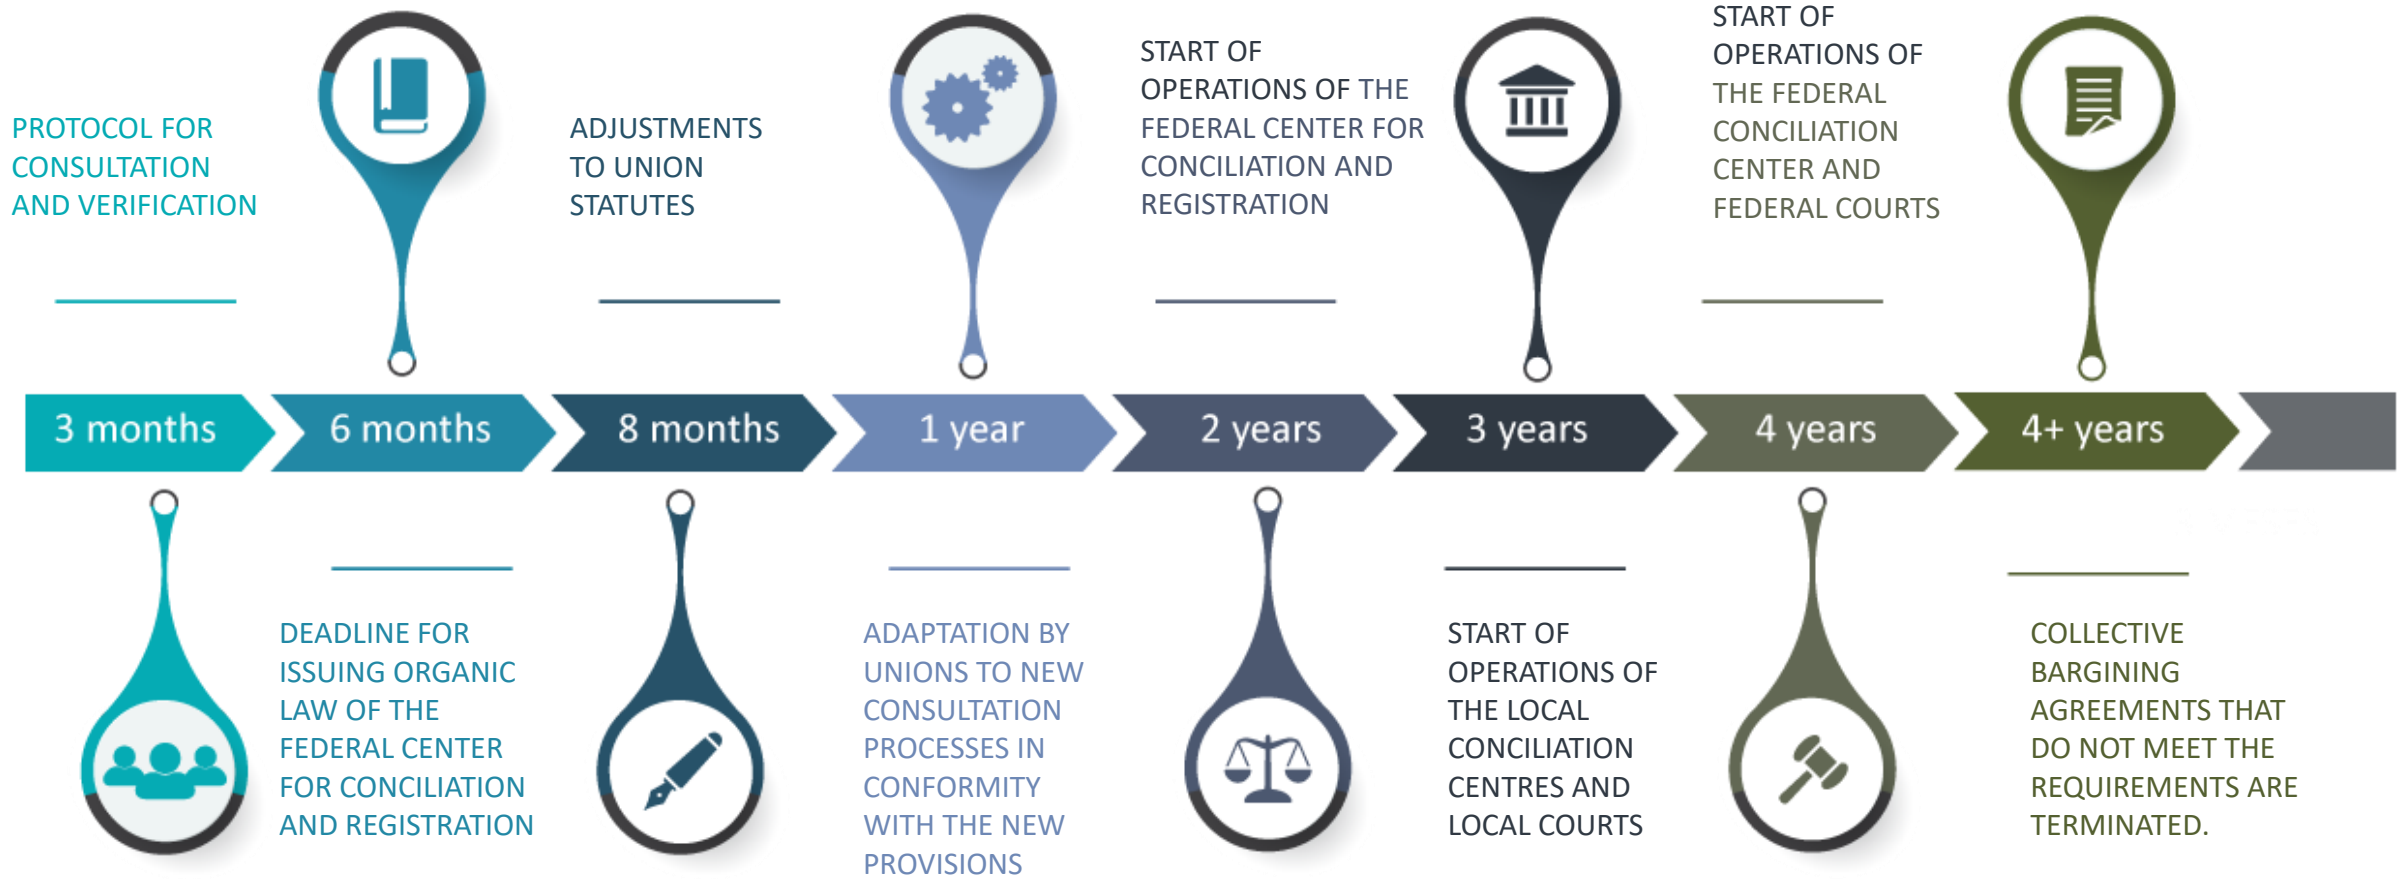 PROTOCOL FOR
CONSULTATION
AND VERIFICATION
ADJUSTMENTS
TO UNION
STATUTES
START OF
OPERATIONS OF THE
FEDERAL CENTER FOR
CONCILIATION AND
REGISTRATION
START OF
OPERATIONS OF
THE FEDERAL
CONCILIATION
CENTER AND
FEDERAL COURTS
3 months
6 months
8 months
1 year
2 years
3 years
4 years
4+ years
DEADLINE FOR
ISSUING ORGANIC
LAW OF THE
FEDERAL CENTER
FOR CONCILIATION
AND REGISTRATION
ADAPTATION BY
UNIONS TO NEW
CONSULTATION
PROCESSES IN
CONFORMITY
WITH THE NEW
PROVISIONS
START OF
OPERATIONS OF
THE LOCAL
CONCILIATION
CENTRES AND
LOCAL COURTS
COLLECTIVE
BARGINING
AGREEMENTS THAT
DO NOT MEET THE
REQUIREMENTS ARE
TERMINATED.